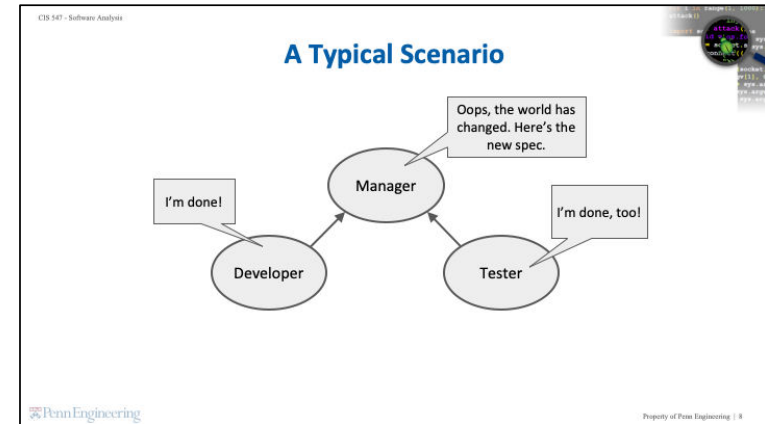 CIS 547 - Software Analysis
A Typical Scenario
Oops, the world has
changed. Here's the
new spec.
Manager
I'm done!
I'm done, too!
Developer
Tester
Penn Engineering
Property of Penn Engineering | 8